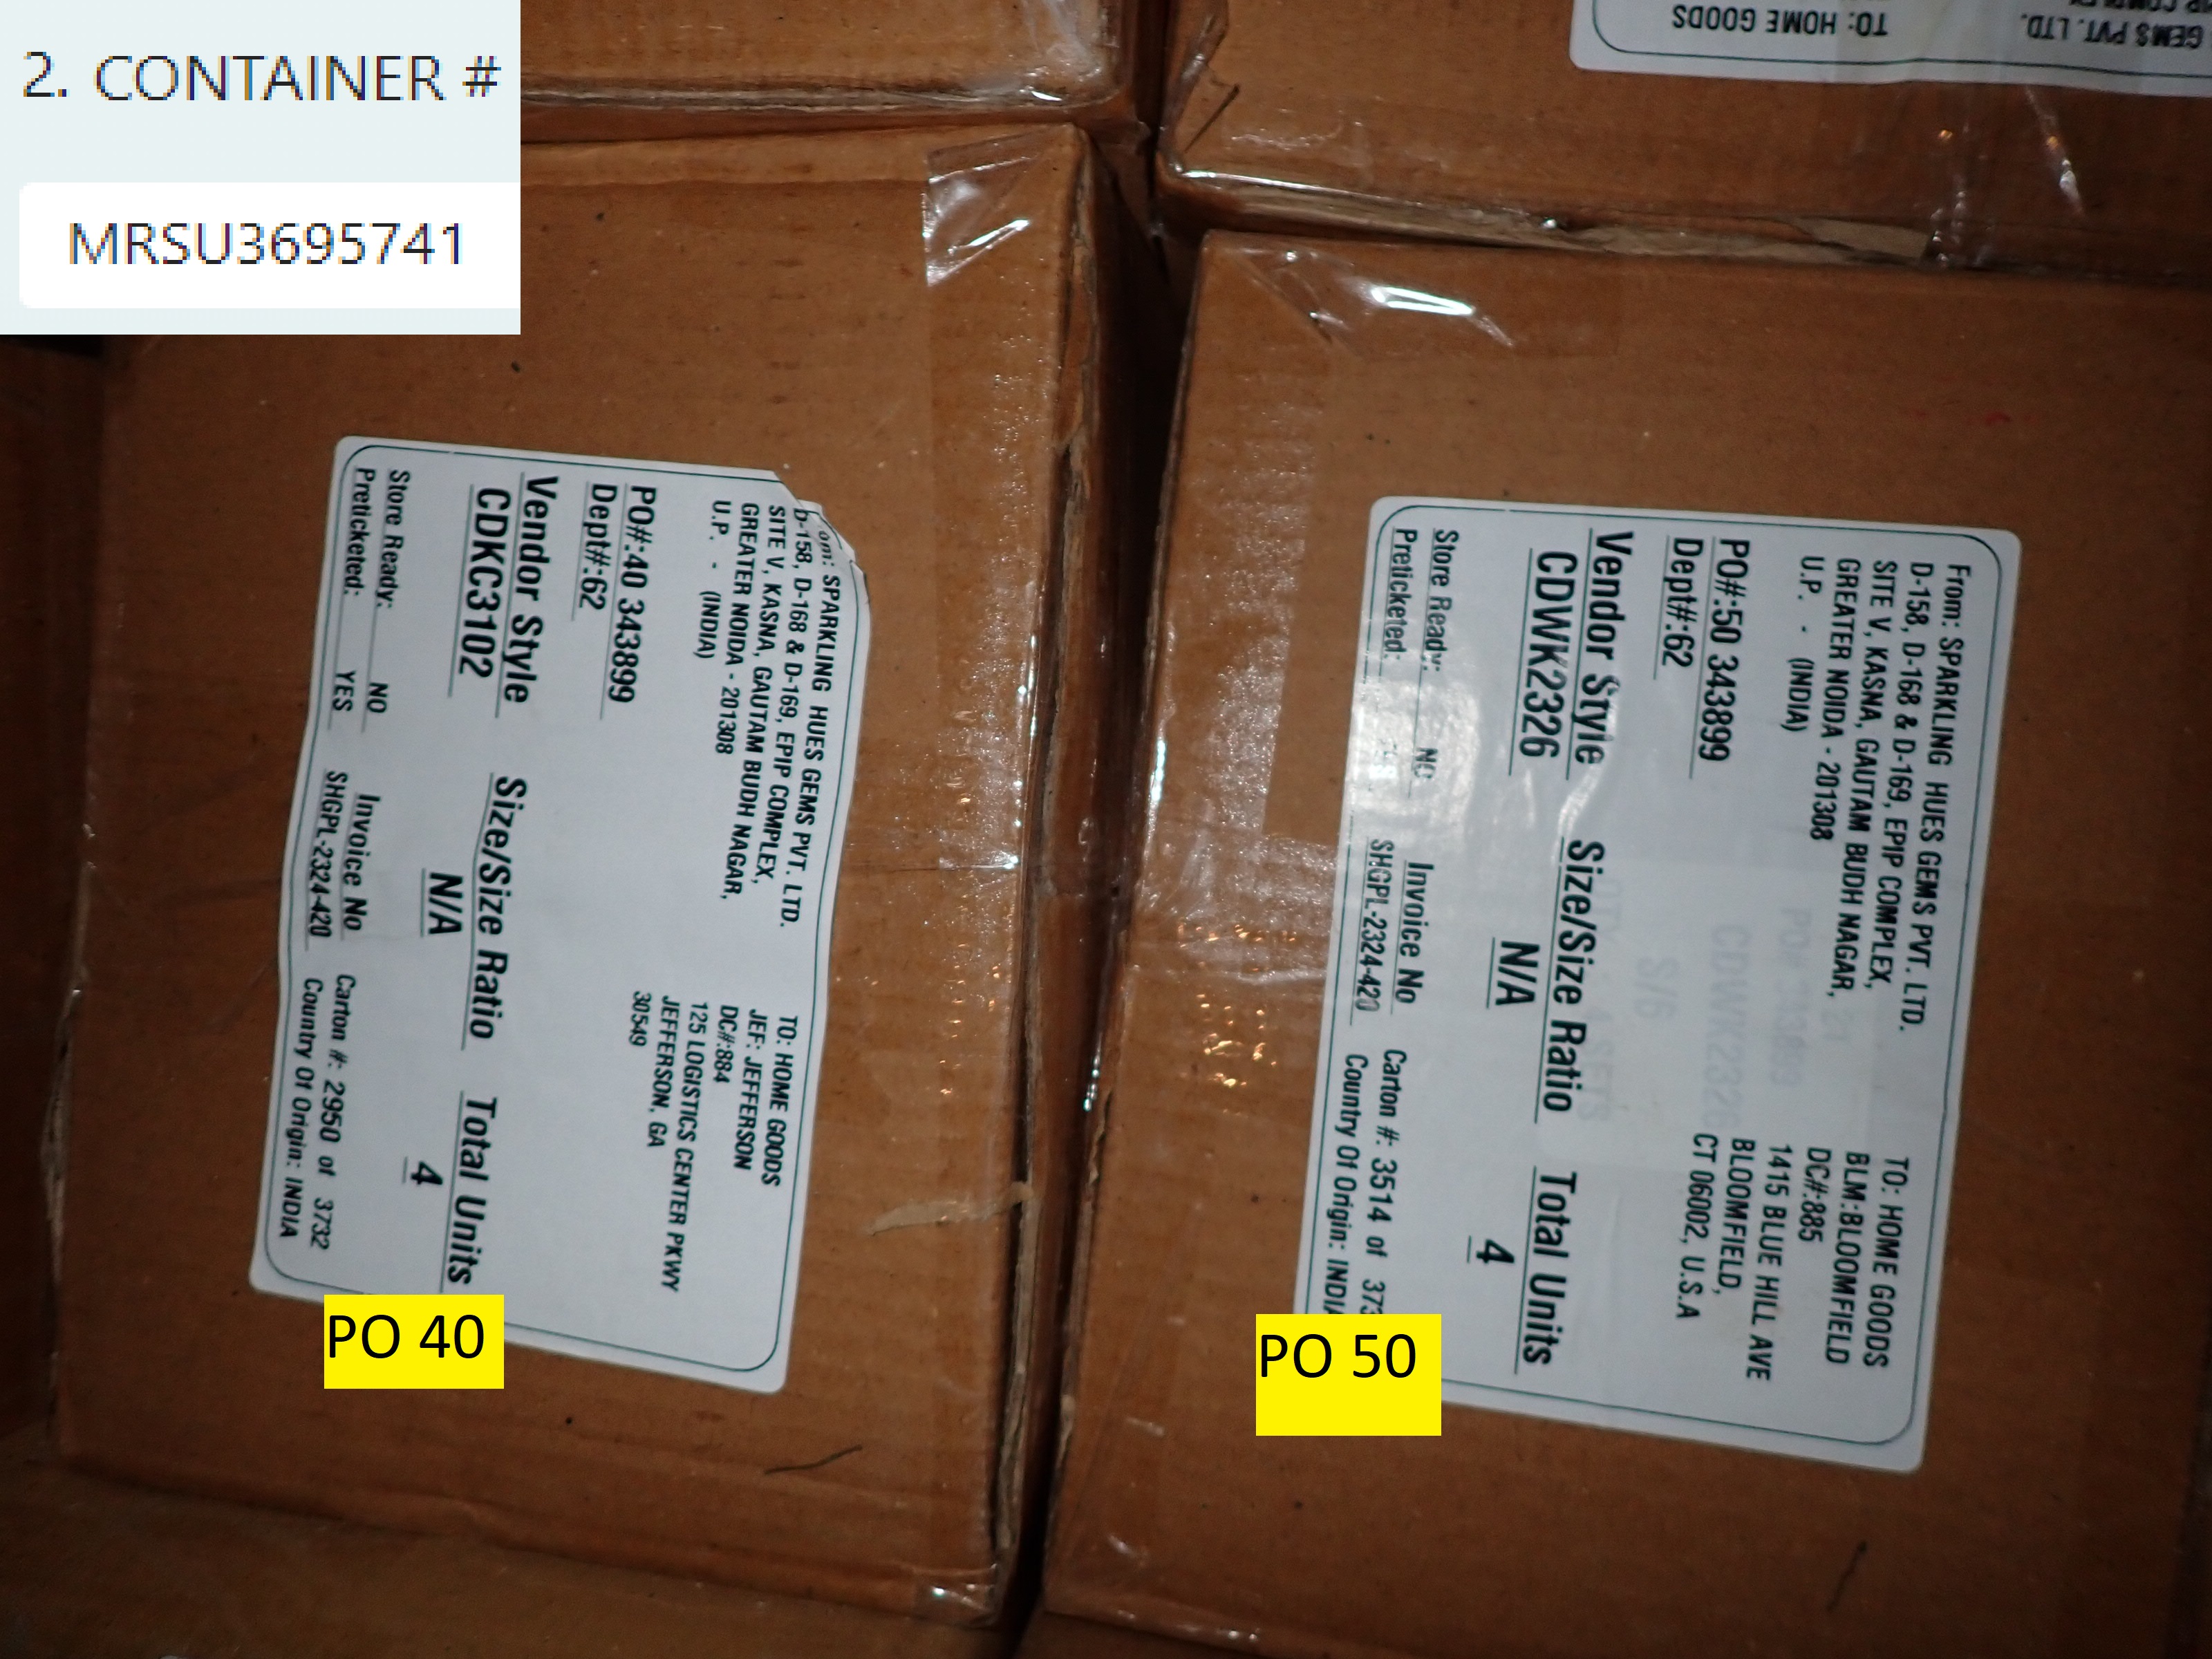 2. CONTAINER #
MRSU3695741
TO: HOME GOODS
GEMS PVT. LTD.
From: SPARKLING HUES GEMS PVT. LTD.
D-158, D-168 & D-169, EPIP COMPLEX,
SITE V, KASNA, GAUTAM BUDH NAGAR,
GREATER NOIDA - 201308
U.P. - (INDIA)
TO: HOME GOODS
JEF: JEFFERSON
DC#:884
125 LOGISTICS CENTER PKWY
JEFFERSON, GA
30549
PO#:40 343899
Dept#:62
Vendor Style Size/Size Ratio Total Units
CDKC3102 N/A 4
Store Ready: NO Invoice No Carton #: 2950 of 3732
Preticketed: YES SHGPL-2324-420 Country Of Origin: INDIA
PO 40
From: SPARKLING HUES GEMS PVT. LTD.
D-158, D-168 & D-169, EPIP COMPLEX,
SITE V, KASNA, GAUTAM BUDH NAGAR,
GREATER NOIDA - 201308
U.P. - (INDIA)
TO: HOME GOODS
BLM:BLOOMFIELD
DC#:885
1415 BLUE HILL AVE
BLOOMFIELD,
CT 06002, U.S.A
PO#:50 343899
Dept#:62
PO# 343899
CDWK2326
Vendor Style Size/Size Ratio Total Units
CDWK2326 N/A 4
Store Ready: NO Invoice No Carton #: 3514 of 373
Preticketed: SHGPL-2324-420 Country Of Origin: INDIA
PO 50